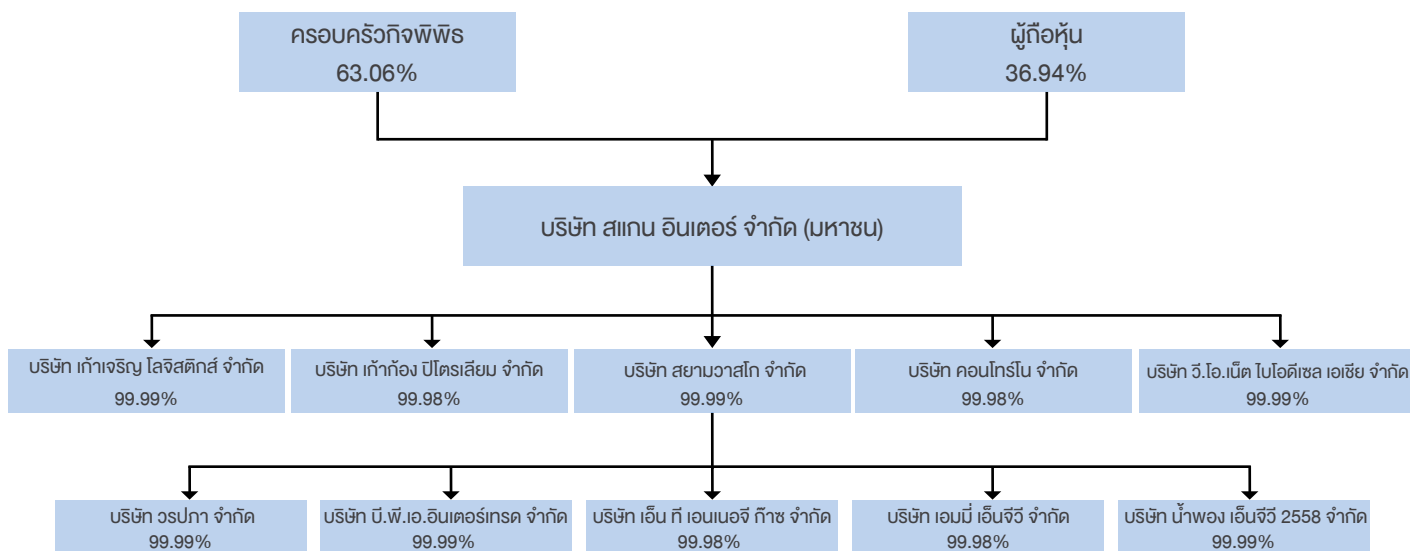 ครอบครัวกิจพิพิธ
63.06%
ผู้ถือหุ้น
36.94%
บริษัท สแกน อินเตอร์ จำกัด (มหาชน)
บริษัท เก้าเจริญ โลจิสติกส์ จำกัด
99.99%
บริษัท เก้าก้อง ปิโตรเลียม จำกัด
99.98%
บริษัท สยามวาสโก จำกัด
99.99%
บริษัท คอนโทร์โน จำกัด
99.98%
บริษัท วี.โอ.เน็ต ไบโอดีเซล เอเชีย จำกัด
99.99%
บริษัท วรปภา จำกัด
99.99%
บริษัท บี.พี.เอ.อินเตอร์เทรด จำกัด
99.99%
บริษัท เอ็น ที เอนเนอจี ก๊าซ จำกัด
99.98%
บริษัท เอมมี่ เอ็นจีวี จำกัด
99.98%
บริษัท น้ำพอง เอ็นจีวี 2558 จำกัด
99.99%